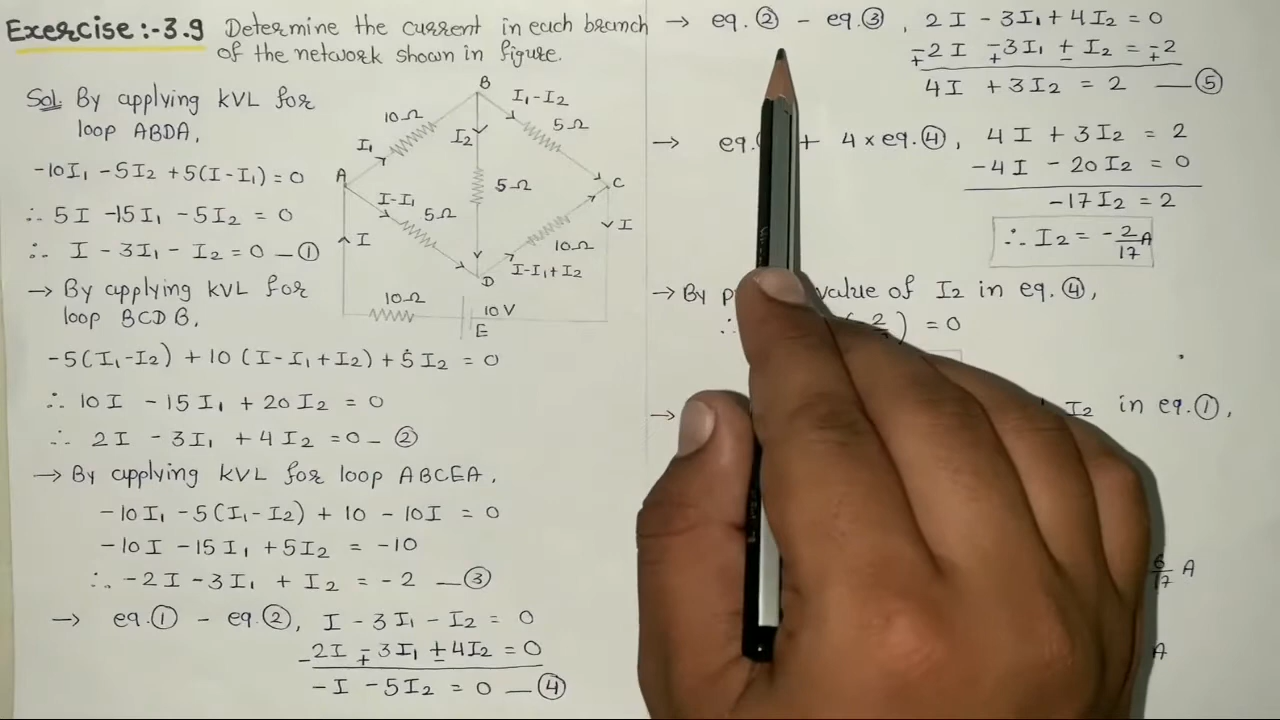 Exercise:-3.9 Determine the current in each branch
of the network shown in figure.
Sol. By applying KVL for
loop ABDA,
-10I₁ -5I₂ +5(I-I₁) = 0
∴ 5I -15I₁ -5I₂ = 0
∴ I - 3I₁ - I₂ = 0 — ①
→ By applying KVL for
loop BCDB,
A
B
C
D
E
10Ω
I₁
I₁-I₂
5Ω
I₂
5Ω
I-I₁
5Ω
10Ω
I-I₁+I₂
I
I
10Ω
10V
-5(I₁-I₂) + 10(I-I₁+I₂) + 5I₂ = 0
∴ 10I - 15I₁ + 20I₂ = 0
∴ 2I - 3I₁ + 4I₂ = 0 — ②
→ By applying KVL for loop ABCEA,
-10I₁ -5(I₁-I₂) + 10 - 10I = 0
-10I -15I₁ +5I₂ = -10
∴ -2I -3I₁ + I₂ = -2 — ③
→ eq.① - eq.②, I - 3I₁ - I₂ = 0
-2I -+3I₁ ±4I₂ = 0
-I -5I₂ = 0 — ④
→ eq.② - eq.③, 2I - 3I₁ + 4I₂ = 0
-+2I -+3I₁ ± I₂ = -+2
4I + 3I₂ = 2 — ⑤
→ eq. + 4×eq.④, 4I + 3I₂ = 2
-4I - 20I₂ = 0
-17I₂ = 2
∴ I₂ = -2/17 A
→ By value of I₂ in eq.④,
= 0
→ I₂ in eq.①,
6/17 A
A